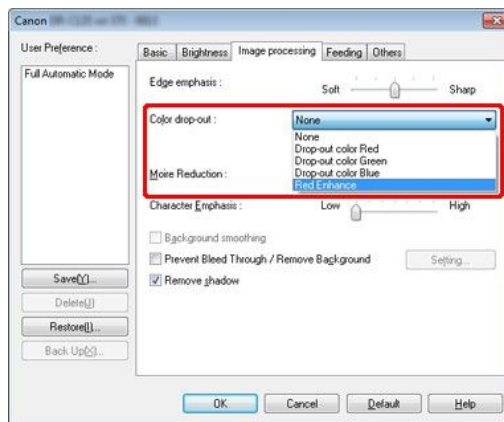 Canon
User Preference :
Full Automatic Mode
Save(Y)...
Delete(J)
Restore(I)...
Back Up(X)...
Basic Brightness Image processing Feeding Others
Edge emphasis : Soft Sharp
Color drop-out : None
None
Drop-out color Red
Drop-out color Green
Drop-out color Blue
Red Enhance
Moire Reduction :
Character Emphasis : Low High
Background smoothing
Prevent Bleed Through / Remove Background Setting...
Remove shadow
OK Cancel Default Help